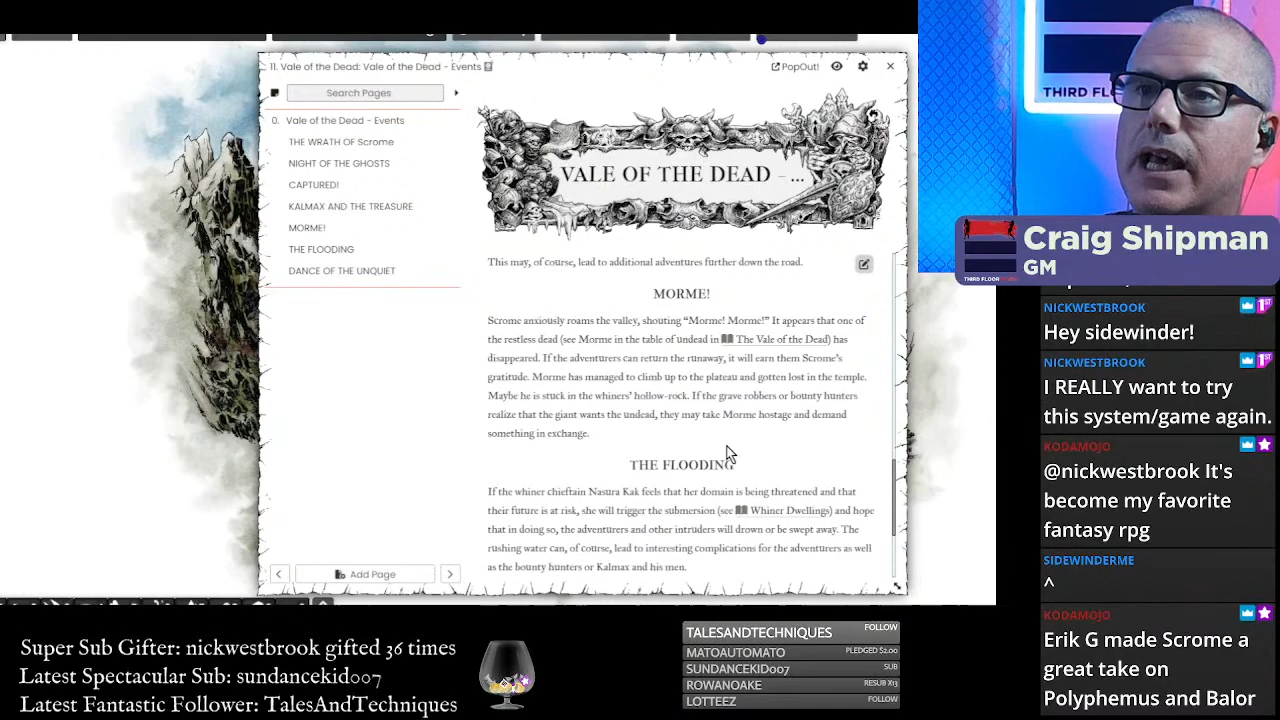 11. Vale of the Dead: Vale of the Dead - Events
PopOut!
Search Pages
0. Vale of the Dead - Events
THE WRATH OF Scrome
NIGHT OF THE GHOSTS
CAPTURED!
KALMAX AND THE TREASURE
MORME!
THE FLOODING
DANCE OF THE UNQUIET
Add Page
VALE OF THE DEAD – ...
This may, of course, lead to additional adventures further down the road.
MORME!
Scrome anxiously roams the valley, shouting “Morme! Morme!” It appears that one of
the restless dead (see Morme in the table of undead in The Vale of the Dead) has
disappeared. If the adventurers can return the runaway, it will earn them Scrome’s
gratitude. Morme has managed to climb up to the plateau and gotten lost in the temple.
Maybe he is stuck in the whiners’ hollow-rock. If the grave robbers or bounty hunters
realize that the giant wants the undead, they may take Morme hostage and demand
something in exchange.
THE FLOODING
If the whiner chieftain Nasura Kak feels that her domain is being threatened and that
their future is at risk, she will trigger the submersion (see Whiner Dwellings) and hope
that in doing so, the adventurers and other intruders will drown or be swept away. The
rushing water can, of course, lead to interesting complications for the adventurers as well
as the bounty hunters or Kalmax and his men.
THIRD FLO
Craig Shipman
GM
NICKWESTBROOK
Hey sidewinder!
NICKWESTBROOK
I REALLY want to try
this system/game again.
KODAMOJO
@nickwestbrook It's
become my favorite
fantasy rpg
SIDEWINDERME
^
KODAMOJO
Erik G made Scrome a
great take on
Polyphemus and Balor
Super Sub Gifter: nickwestbrook gifted 36 times
Latest Spectacular Sub: sundancekid007
Latest Fantastic Follower: TalesAndTechniques
TALESANDTECHNIQUES FOLLOW
MATOAUTOMATO PLEDGED $2.00
SUNDANCEKID007 SUB
ROWANOAKE RESUB X13
LOTTEEZ FOLLOW